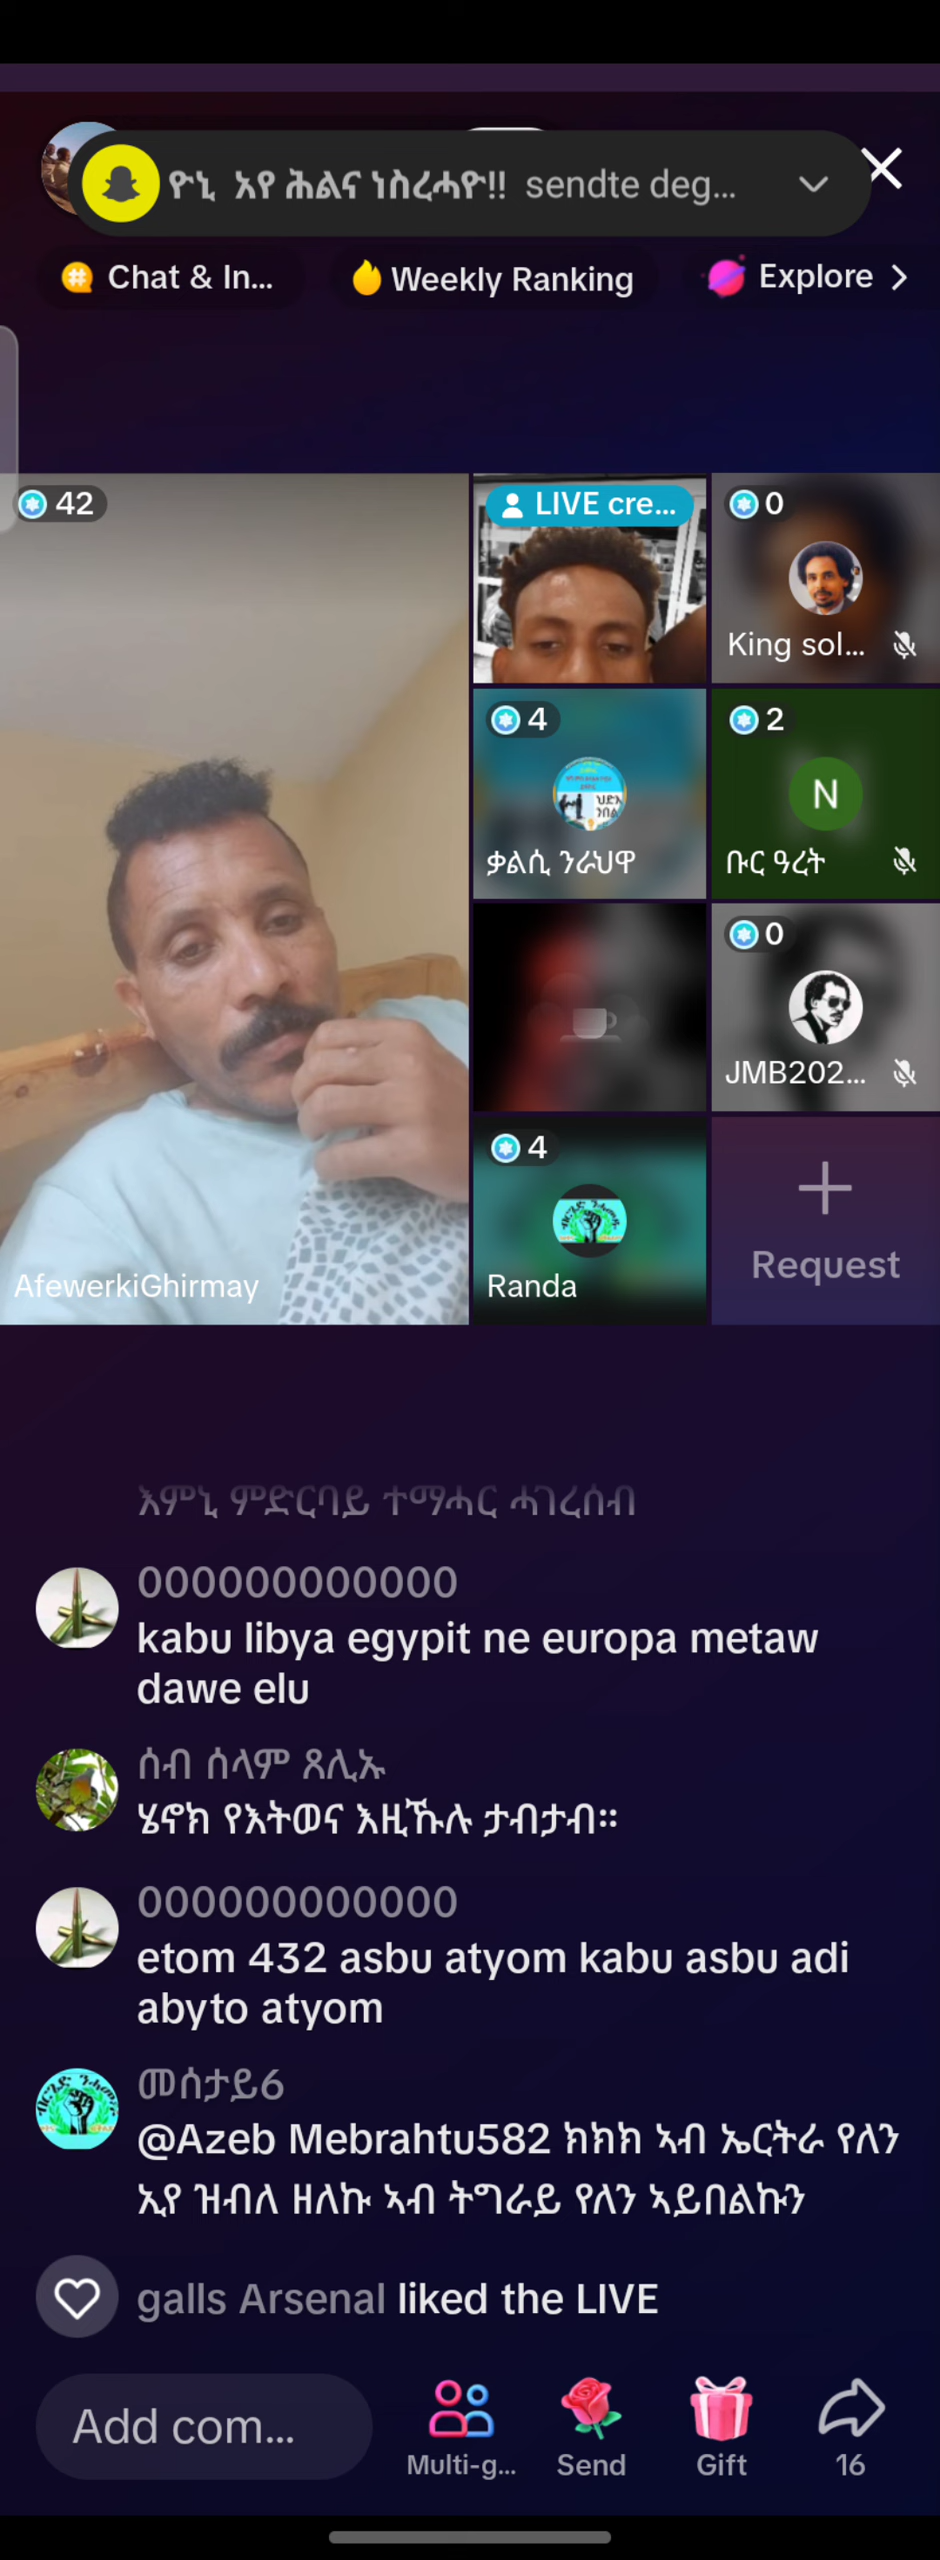 ዮኒ አየ ሕልና ነስረሓዮ!! sendte deg...
Chat & In...
Weekly Ranking
Explore
42
LIVE cre...
0
King sol...
4
ቃልሲ ንራህዋ
2
N
ቡር ዓረት
0
JMB202...
4
Randa
Request
AfewerkiGhirmay
እምኒ ምድርባይ ተማሓር ሓገረሰብ
000000000000
kabu libya egypit ne europa metaw
dawe elu
ሰብ ሰላም ጸሊኡ
ሄኖክ የእትወና እዚኹሉ ታብታብ።
000000000000
etom 432 asbu atyom kabu asbu adi
abyto atyom
መሰታይ6
@Azeb Mebrahtu582 ክክክ ኣብ ኤርትራ የለን
ኢየ ዝብለ ዘለኩ ኣብ ትግራይ የለን ኣይበልኩን
galls Arsenal liked the LIVE
Add com...
Multi-g...
Send
Gift
16